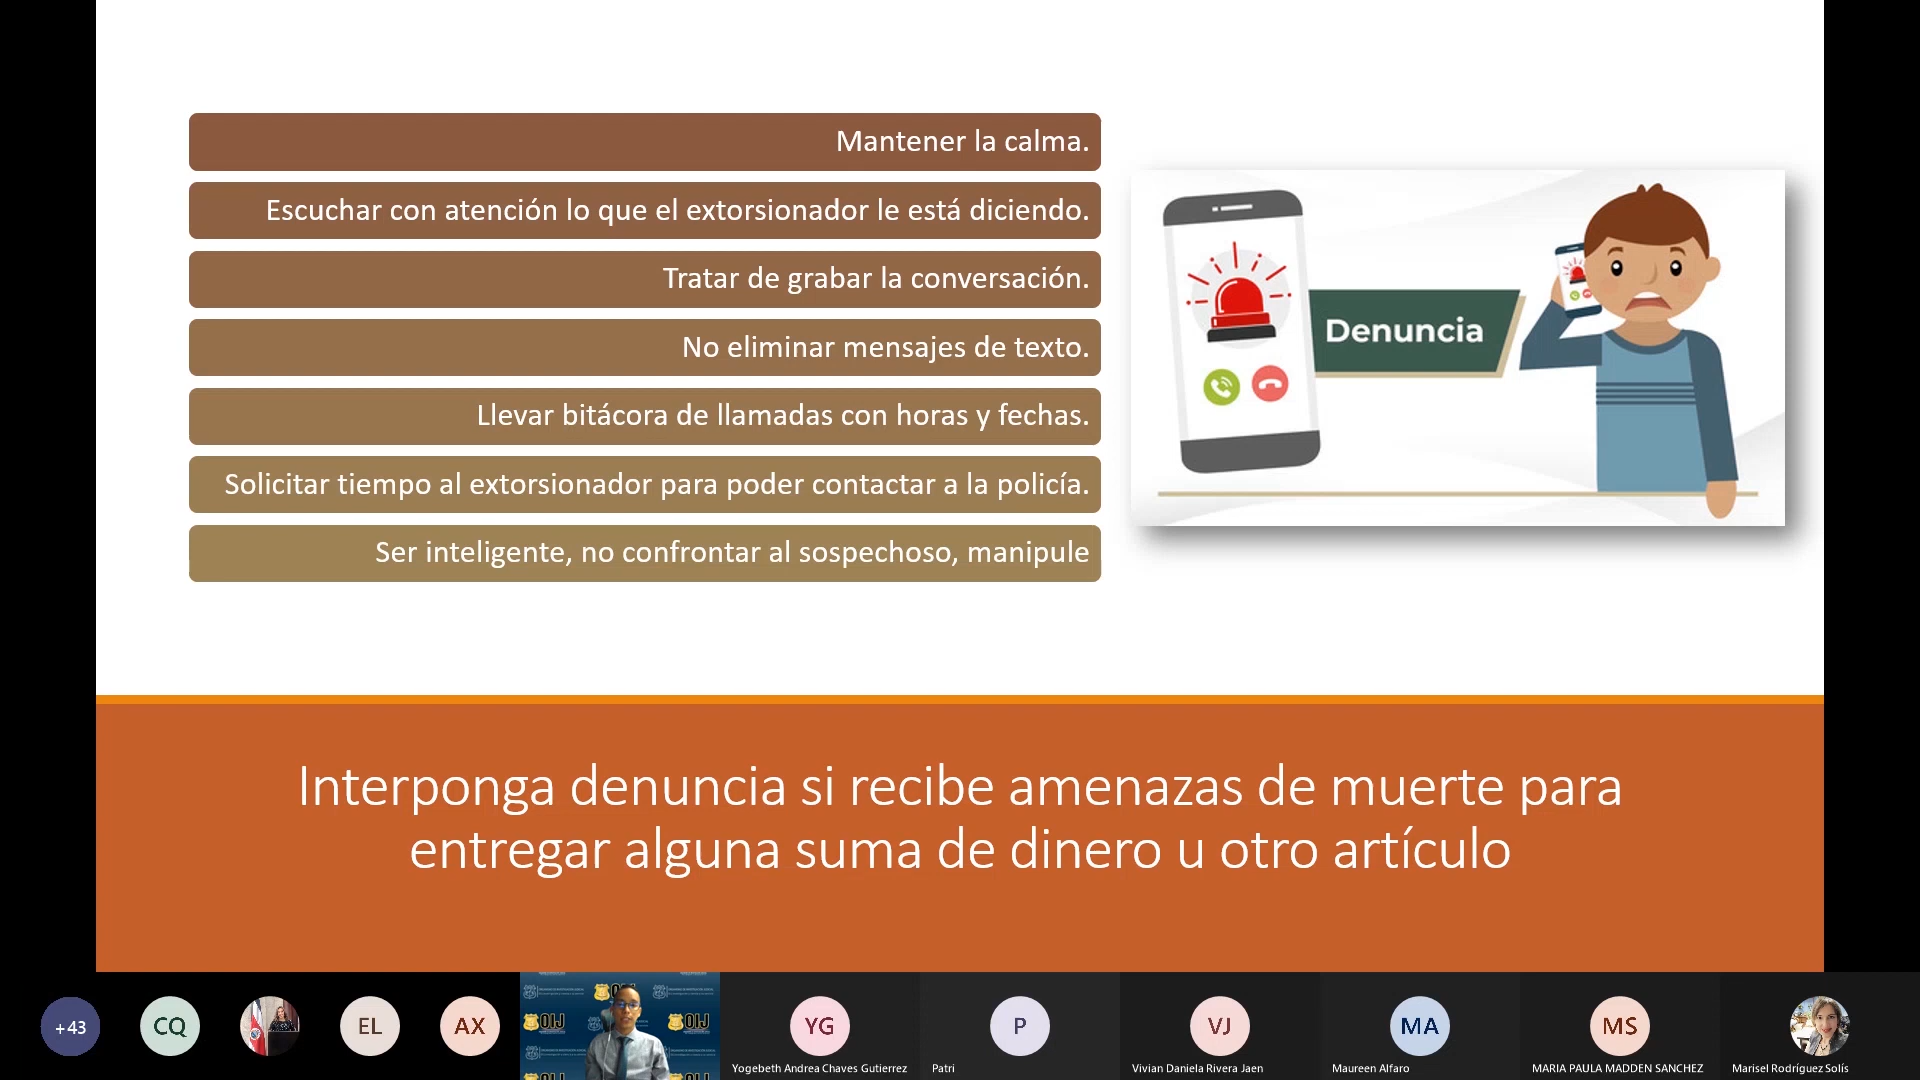 Mantener la calma.
Escuchar con atención lo que el extorsionador le está diciendo.
Tratar de grabar la conversación.
No eliminar mensajes de texto.
Llevar bitácora de llamadas con horas y fechas.
Solicitar tiempo al extorsionador para poder contactar a la policía.
Ser inteligente, no confrontar al sospechoso, manipule
Denuncia
Interponga denuncia si recibe amenazas de muerte para
entregar alguna suma de dinero u otro artículo
+43
CQ
EL
AX
OIJ
OIJ
OIJ
YG
P
VJ
MA
MS
Yogebeth Andrea Chaves Gutierrez
Patri
Vivian Daniela Rivera Jaen
Maureen Alfaro
MARIA PAULA MADDEN SANCHEZ
Marisel Rodríguez Solís